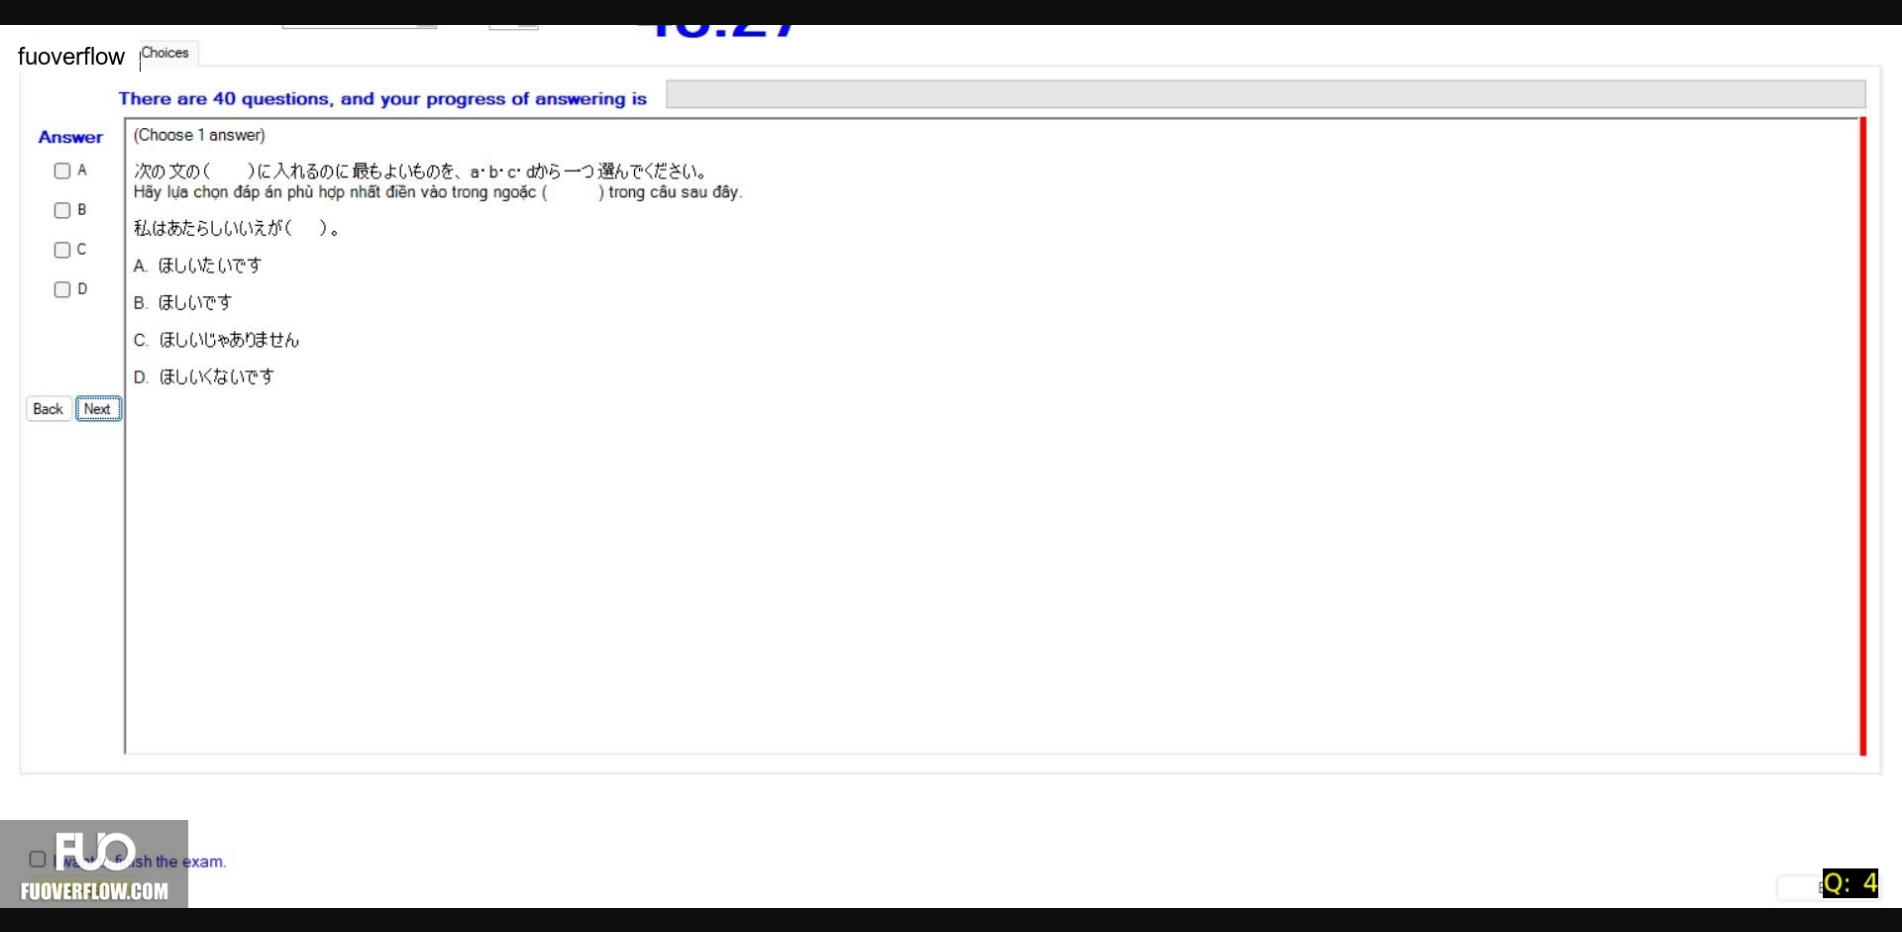 fuoverflow
Choices
There are 40 questions, and your progress of answering is
Answer
(Choose 1 answer)
A
次の文の(　　)に入れるのに最もよいものを、a・b・c・dから一つ選んでください。
Hãy lựa chọn đáp án phù hợp nhất điền vào trong ngoặc (　　) trong câu sau đây.
B
私はあたらしいいえが(　　)。
C
A. ほしいたいです
D
B. ほしいです
C. ほしいじゃありません
D. ほしいくないです
Back Next
FUO
finish the exam.
FUOVERFLOW.COM
Q: 4